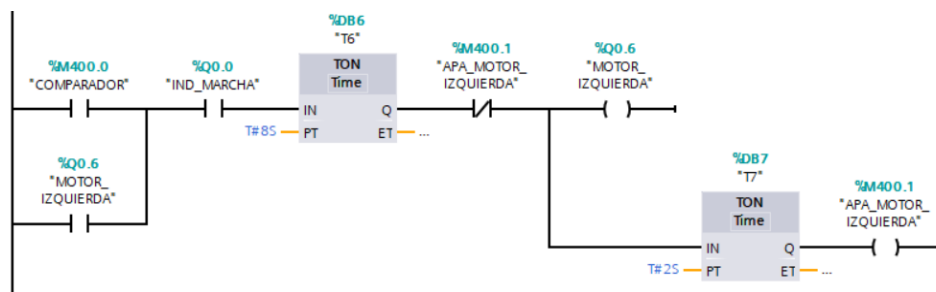 %DB6
"T6"
TON
Time
%M400.0
"COMPARADOR"
%Q0.0
"IND_MARCHA"
IN
Q
T#8S
PT
ET
...
%M400.1
"APA_MOTOR_
IZQUIERDA"
%Q0.6
"MOTOR_
IZQUIERDA"
%Q0.6
"MOTOR_
IZQUIERDA"
%DB7
"T7"
TON
Time
IN
Q
T#2S
PT
ET
...
%M400.1
"APA_MOTOR_
IZQUIERDA"